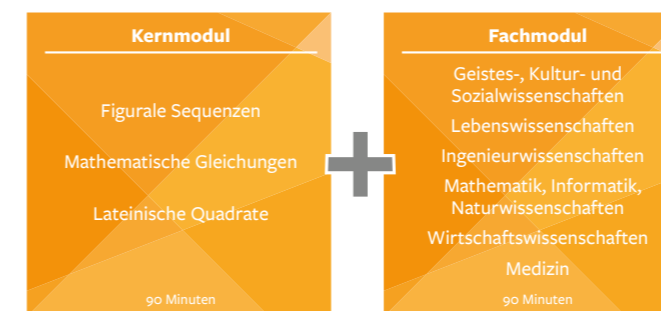 Kernmodul
Figurale Sequenzen
Mathematische Gleichungen
Lateinische Quadrate
90 Minuten
Fachmodul
Geistes-, Kultur- und
Sozialwissenschaften
Lebenswissenschaften
Ingenieurwissenschaften
Mathematik, Informatik,
Naturwissenschaften
Wirtschaftswissenschaften
Medizin
90 Minuten